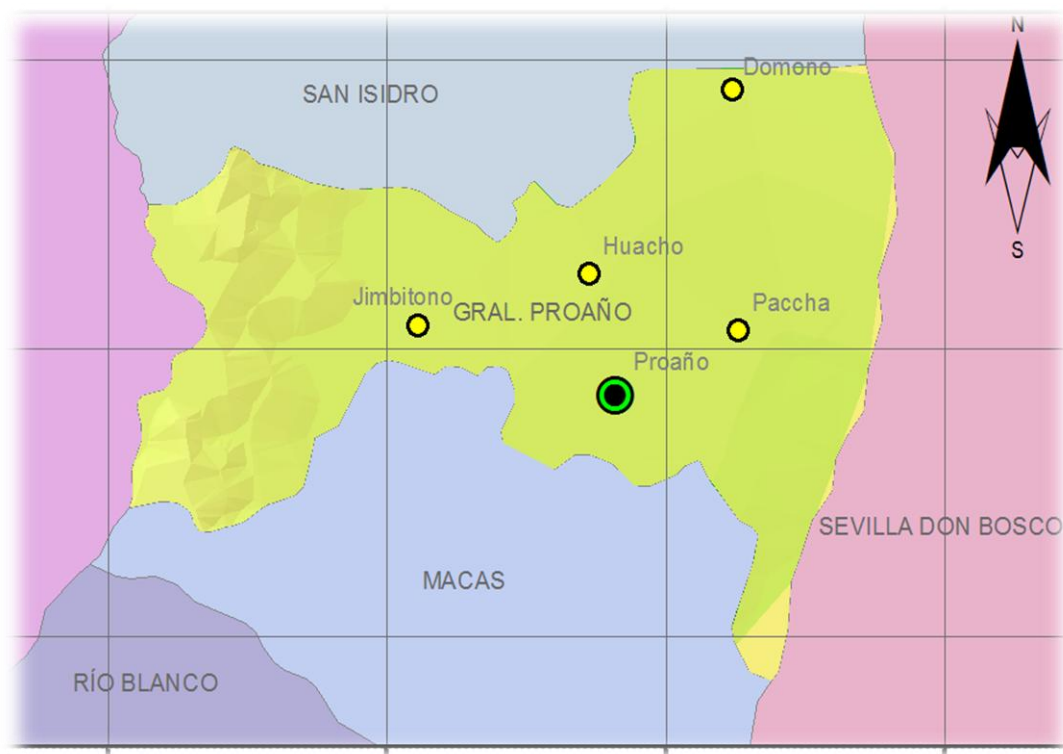 N
Domono
SAN ISIDRO
S
Huacho
Jimbitono
GRAL. PROAÑO
Paccha
Proaño
SEVILLA DON BOSCO
MACAS
RÍO BLANCO